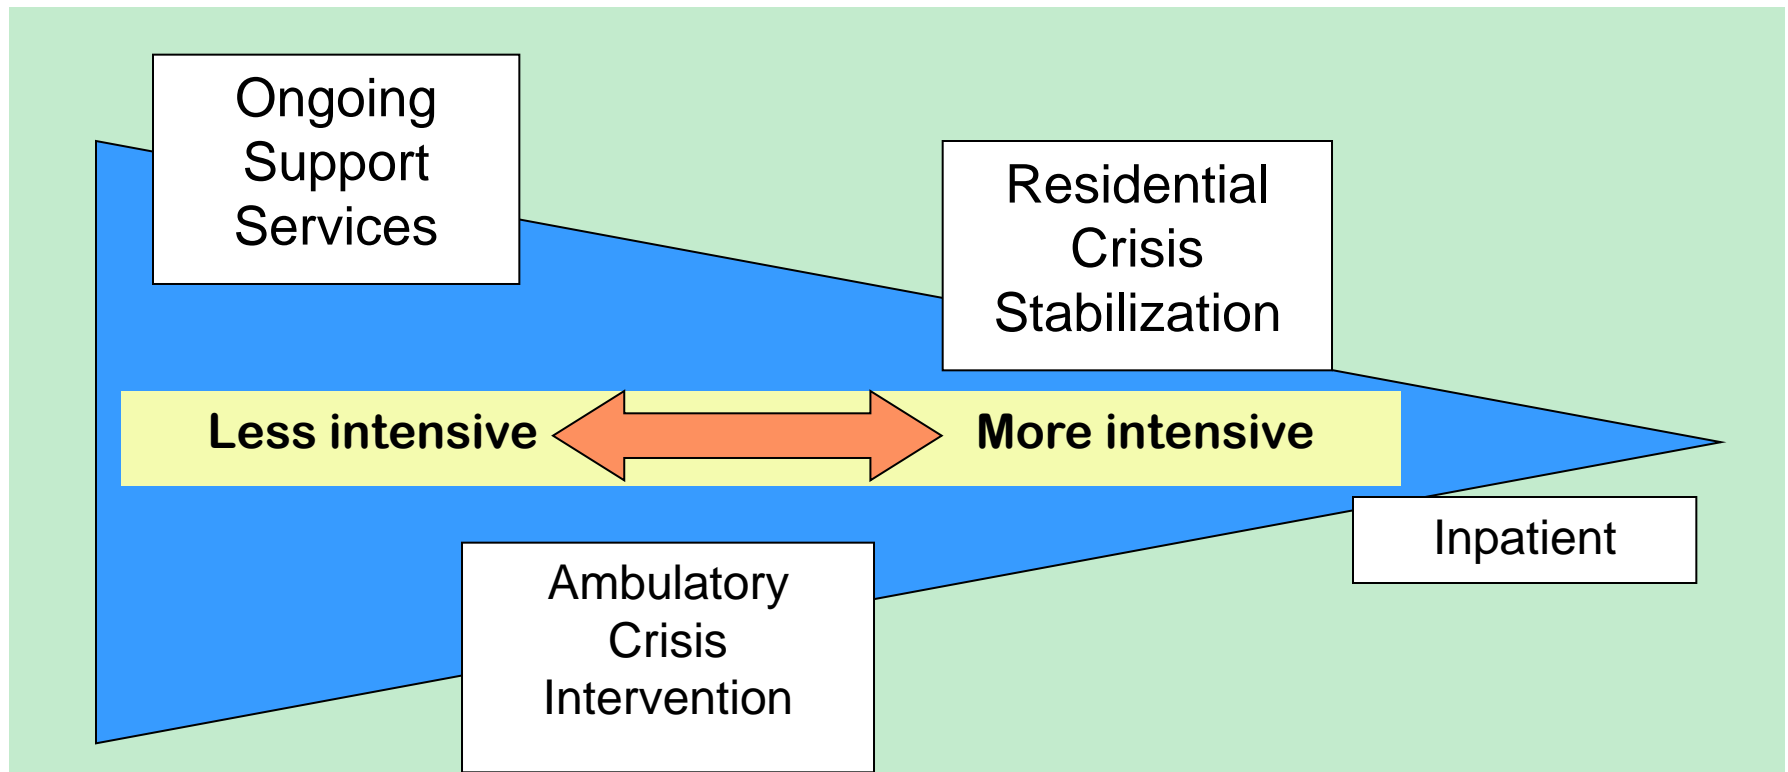 Ongoing
Support
Services
Residential
Crisis
Stabilization
Less intensive
More intensive
Ambulatory
Crisis
Intervention
Inpatient